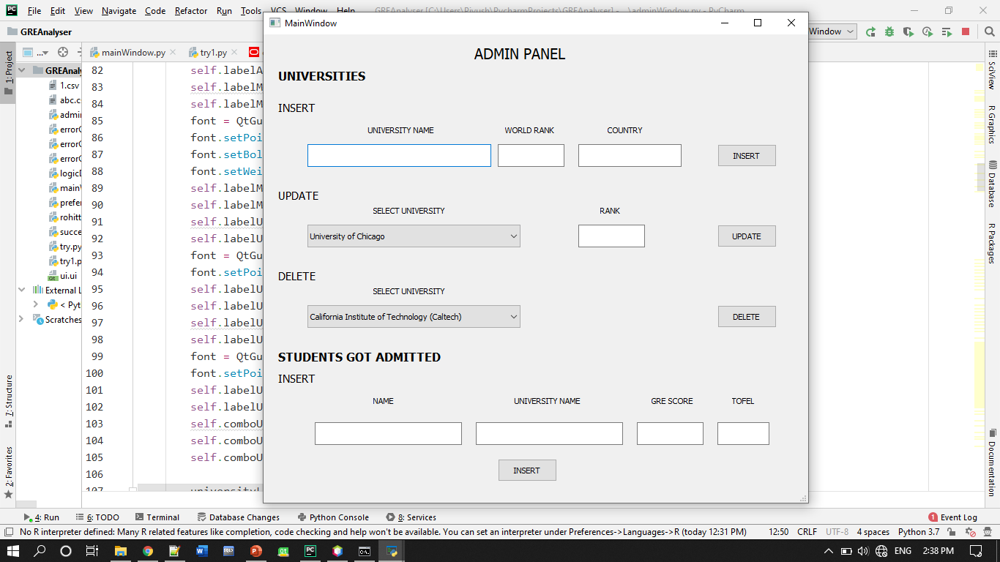 File Edit View Navigate Code Refactor Run Tools VCS Window Help GREAnalyser [C:\Users\Piyush\PycharmProjects\GREAnalyser] - ...\adminWindow.py - PyCharm
GREAnalyser
Window
mainWindow.py
try1.py
1: Project
7: Structure
2: Favorites
GREAnaly
1.csv
abc.c
admi
error
error
error
logic
main
prefer
rohitt
succe
try.py
try1.p
ui.ui
External L
< Pyt
Scratches
82 self.labelA
83 self.labelM
84 self.labelM
85 font = QtGu
86 font.setPoi
87 font.setBol
88 font.setWei
89 self.labelM
90 self.labelM
91 self.labelU
92 self.labelU
93 font = QtGu
94 font.setPoi
95 self.labelU
96 self.labelU
97 self.labelU
98 self.labelU
99 font = QtGu
100 font.setPoi
101 self.labelU
102 self.labelU
103 self.comboU
104 self.comboU
105 self.comboU
106
107
MainWindow
ADMIN PANEL
UNIVERSITIES
INSERT
UNIVERSITY NAME WORLD RANK COUNTRY
INSERT
UPDATE
SELECT UNIVERSITY RANK
University of Chicago UPDATE
DELETE
SELECT UNIVERSITY
California Institute of Technology (Caltech) DELETE
STUDENTS GOT ADMITTED
INSERT
NAME UNIVERSITY NAME GRE SCORE TOFEL
INSERT
SciView
R Graphics
Database
R Packages
Documentation
4: Run 6: TODO Terminal Database Changes Python Console 8: Services 1 Event Log
No R interpreter defined: Many R related features like completion, code checking and help won't be available. You can set an interpreter under Preferences->Languages->R (today 12:31 PM) 12:50 CRLF UTF-8 4 spaces Python 3.7
ENG 2:38 PM